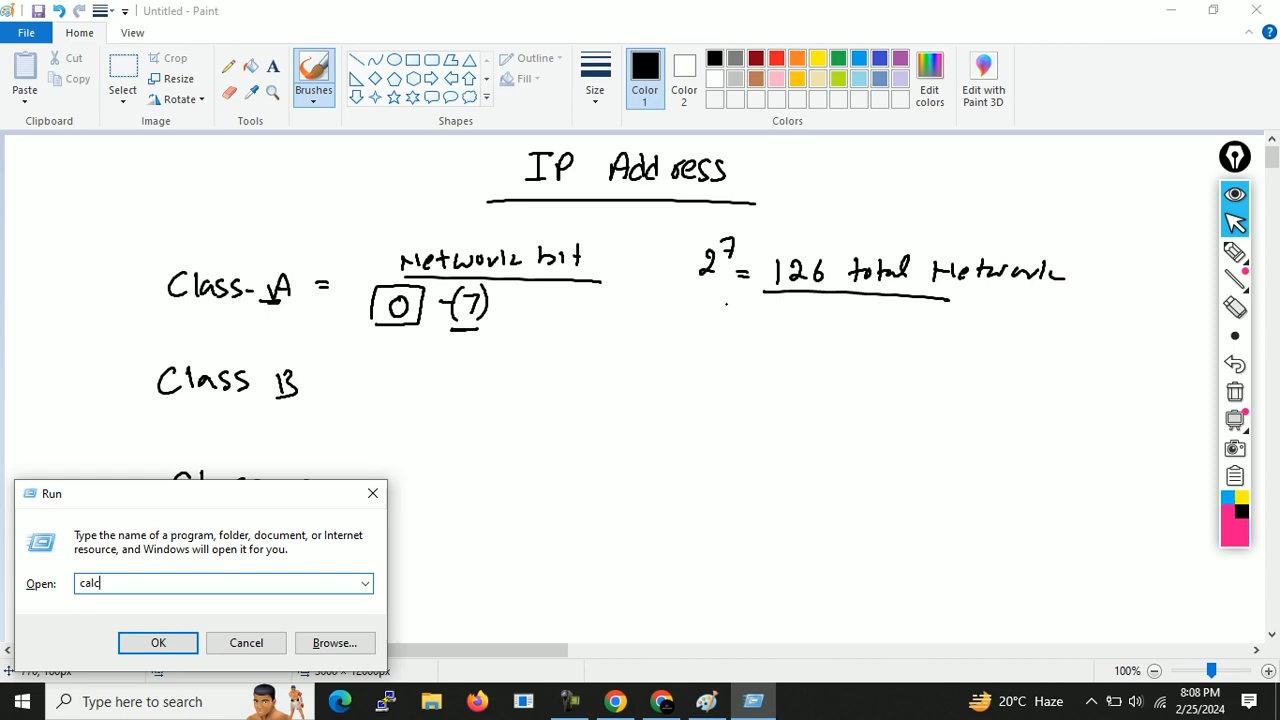 Untitled - Paint
File Home View
Paste Cut Copy Clipboard
Select Crop Resize Rotate Image
Tools
Brushes
Shapes Outline Fill
Size
Color 1 Color 2 Edit colors Colors
Edit with Paint 3D
IP Address
Network bit
Class-A = 0 -(7)
2^7 = 126 total Network
Class B
Run
Type the name of a program, folder, document, or Internet
resource, and Windows will open it for you.
Open: calc
OK Cancel Browse...
100%
Type here to search
20°C Haze
8:08 PM
2/25/2024